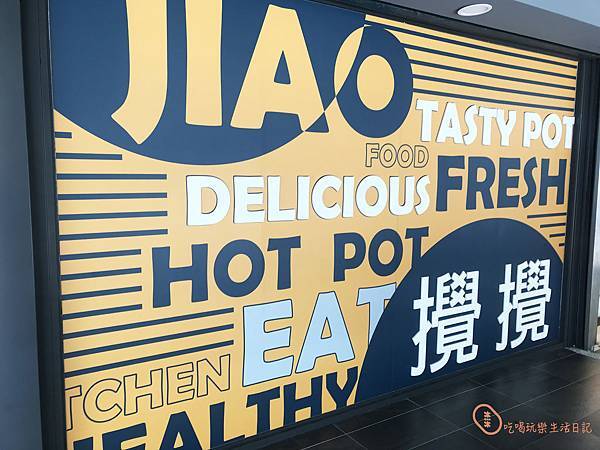 JIAO
TASTY POT
FOOD
DELICIOUS
FRESH
HOT POT
EAT
攪攪
KITCHEN
HEALTHY
吃喝玩樂生活日記